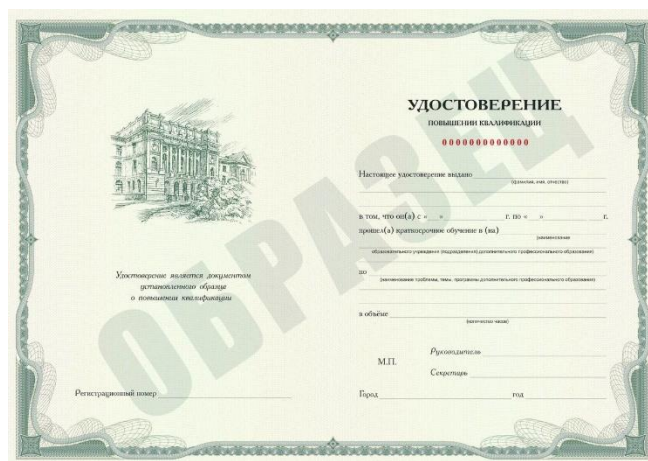 Удостоверение является документом
установленного образца
о повышении квалификации
Регистрационный номер
УДОСТОВЕРЕНИЕ
ПОВЫШЕНИИ КВАЛИФИКАЦИИ
0000000000000
Настоящее удостоверение выдано
(фамилия, имя, отчество)
в том, что он(а) с « » г. по « » г.
прошел(а) краткосрочное обучение в (на)
(наименование
образовательного учреждения (подразделения) дополнительного профессионального образования)
по
(наименование проблемы, темы, программы дополнительного профессионального образования)
в объёме
(количество часов)
М.П.
Руководитель
Секретарь
Город год
ОБРАЗЕЦ